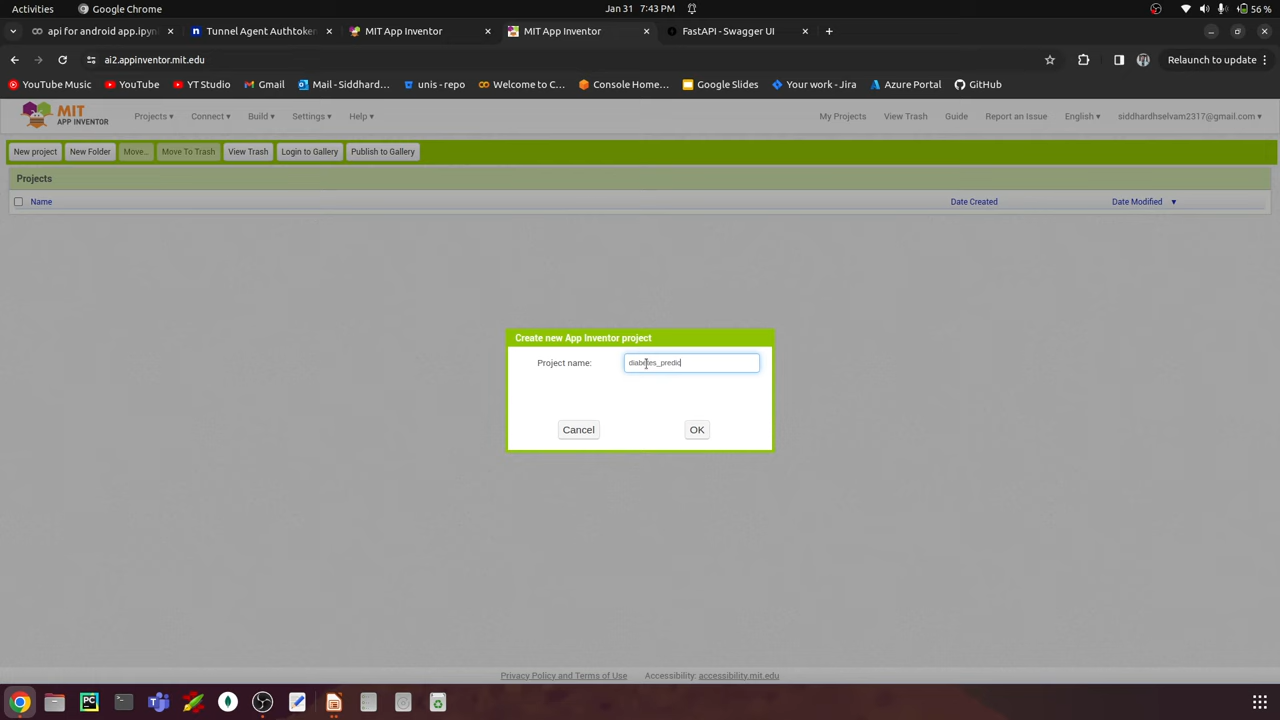 Activities Google Chrome Jan 31 7:43 PM 56 %
api for android app.ipyn Tunnel Agent Authtoken MIT App Inventor MIT App Inventor FastAPI - Swagger UI
ai2.appinventor.mit.edu Relaunch to update
YouTube Music YouTube YT Studio Gmail Mail - Siddhard... unis - repo Welcome to C... Console Home... Google Slides Your work - Jira Azure Portal GitHub
MIT APP INVENTOR Projects Connect Build Settings Help My Projects View Trash Guide Report an Issue English siddhardhselvam2317@gmail.com
New project New Folder Move... Move To Trash View Trash Login to Gallery Publish to Gallery
Projects
Name Date Created Date Modified
Create new App Inventor project
Project name: diabetes_predic
Cancel OK
Privacy Policy and Terms of Use Accessibility: accessibility.mit.edu